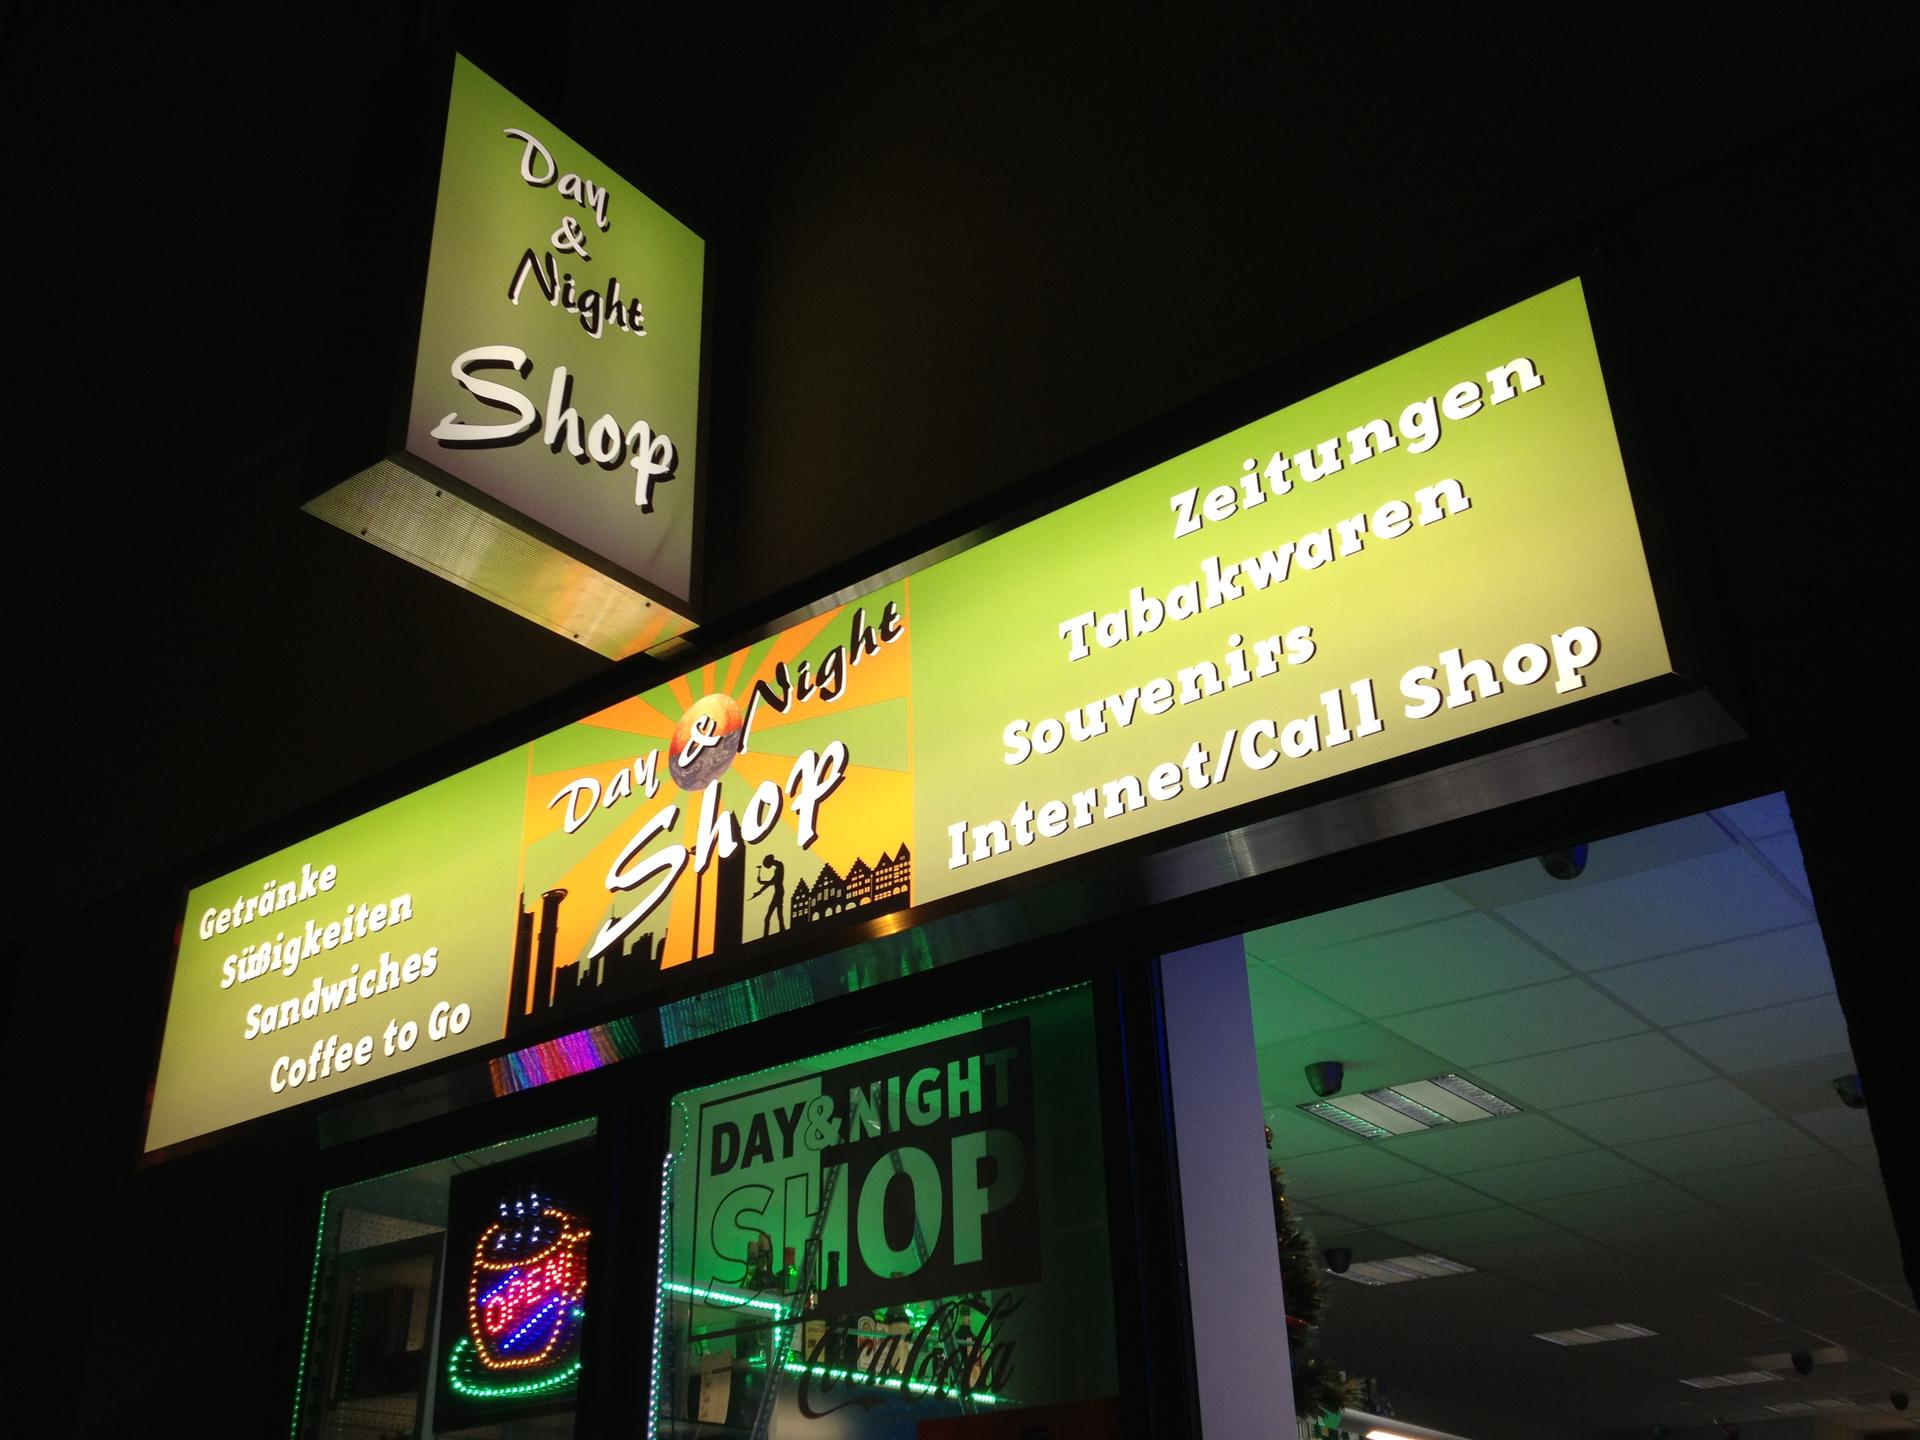 Day
&
Night
Shop
Getränke
Süßigkeiten
Sandwiches
Coffee to Go
Day & Night
Shop
Zeitungen
Tabakwaren
Souvenirs
Internet/Call Shop
OPEN
DAY&NIGHT
SHOP
Coca-Cola